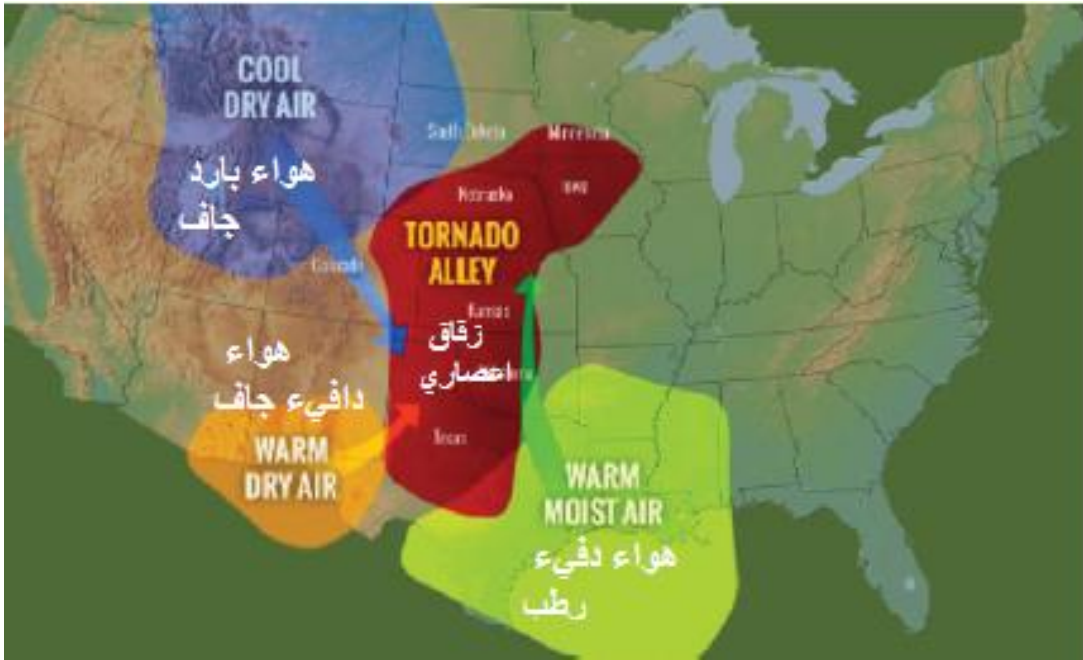 COOL
DRY AIR
هواء بارد
جاف
South Dakota
Minnesota
Nebraska
Iowa
TORNADO
ALLEY
Colorado
Kansas
زقاق
اعصاري
هواء
دافيء جاف
Texas
WARM
DRY AIR
WARM
MOIST AIR
هواء دفيء
رطب